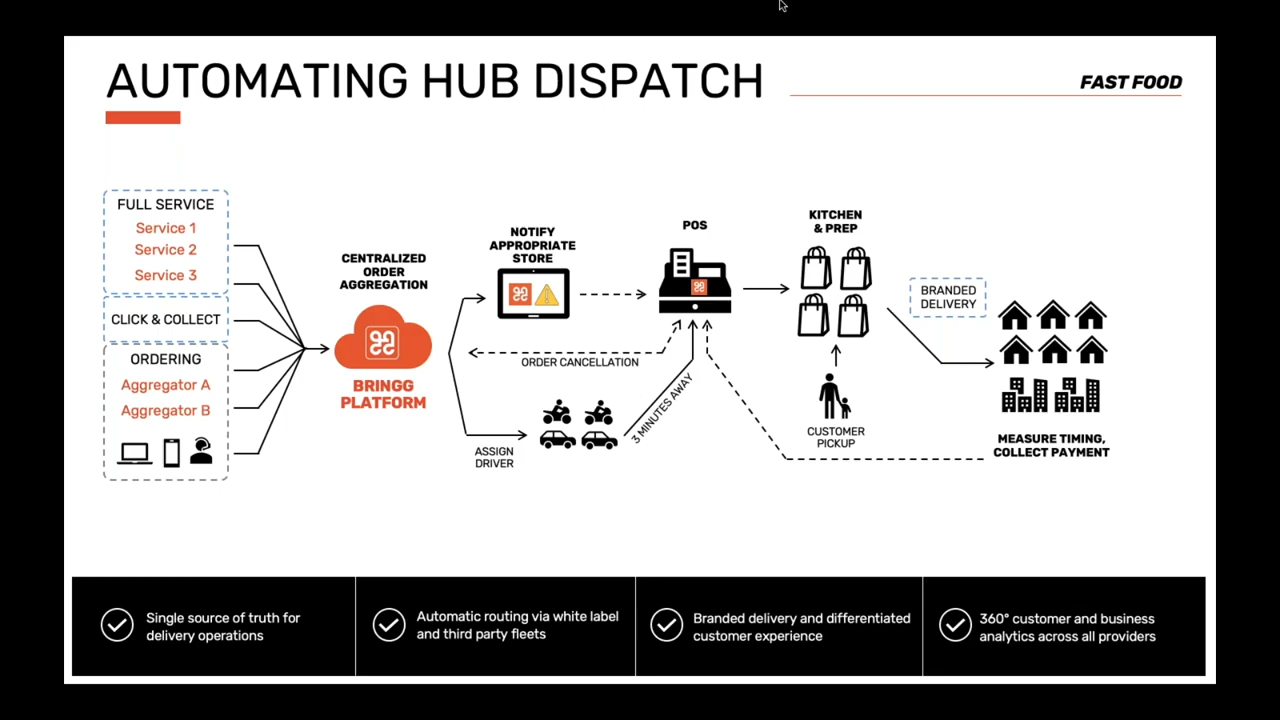 AUTOMATING HUB DISPATCH
FAST FOOD
FULL SERVICE
Service 1
Service 2
Service 3
CLICK & COLLECT
ORDERING
Aggregator A
Aggregator B
CENTRALIZED
ORDER
AGGREGATION
BRINGG
PLATFORM
NOTIFY
APPROPRIATE
STORE
ORDER CANCELLATION
ASSIGN
DRIVER
3 MINUTES AWAY
POS
KITCHEN
& PREP
CUSTOMER
PICKUP
BRANDED
DELIVERY
MEASURE TIMING,
COLLECT PAYMENT
Single source of truth for
delivery operations
Automatic routing via white label
and third party fleets
Branded delivery and differentiated
customer experience
360° customer and business
analytics across all providers